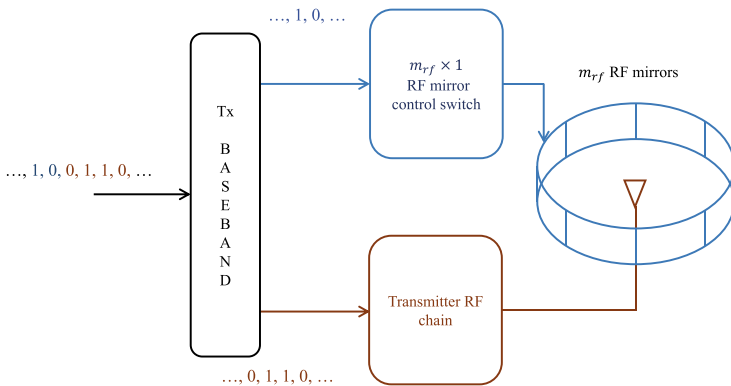 …, 1, 0, …
m_rf × 1
RF mirror
control switch
m_rf RF mirrors
Tx
B
A
S
E
B
A
N
D
…, 1, 0, 0, 1, 1, 0, …
Transmitter RF
chain
…, 0, 1, 1, 0, …